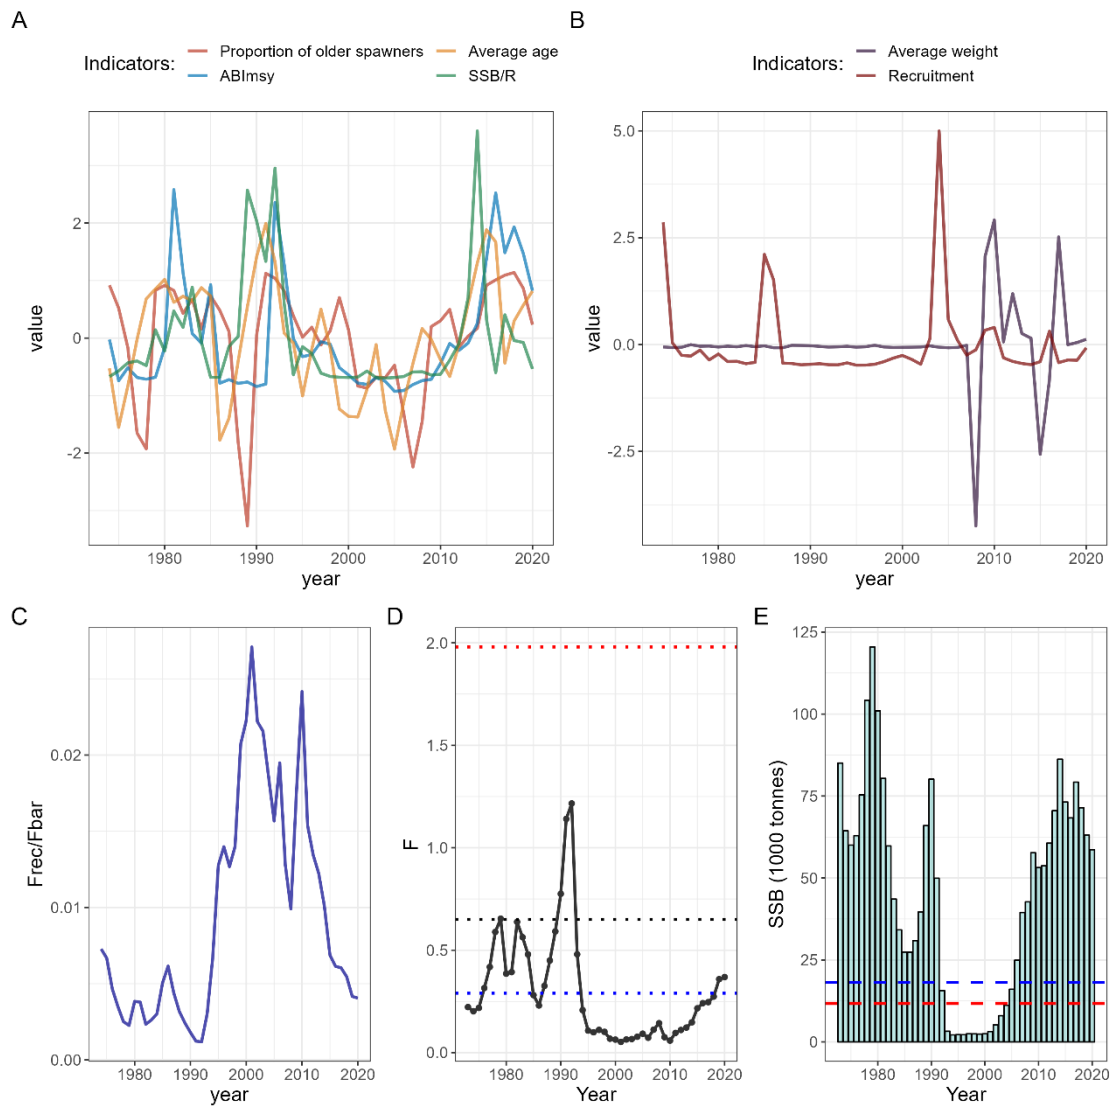 A
Indicators:
Proportion of older spawners
Average age
ABImsy
SSB/R
value
2
0
-2
1980
1990
2000
2010
2020
year
B
Indicators:
Average weight
Recruitment
value
5.0
2.5
0.0
-2.5
1980
1990
2000
2010
2020
year
C
Frec/Fbar
0.02
0.01
0.00
1980
1990
2000
2010
2020
year
D
F
2.0
1.5
1.0
0.5
0.0
1980
1990
2000
2010
2020
Year
E
SSB (1000 tonnes)
125
100
75
50
25
0
1980
1990
2000
2010
2020
Year